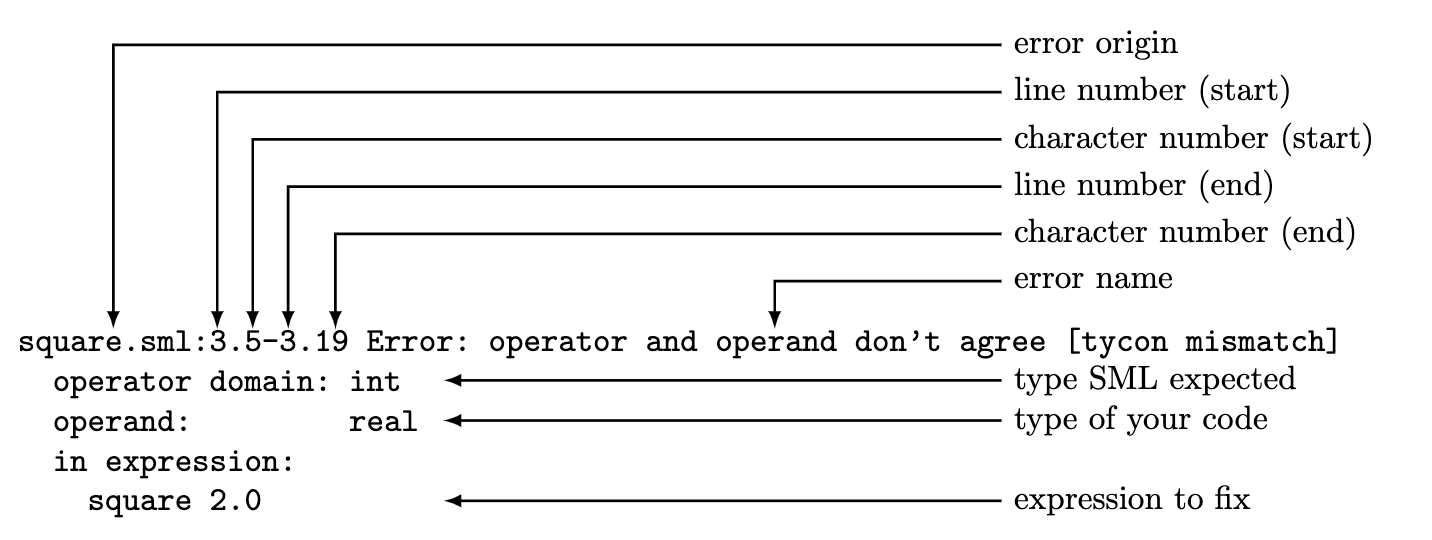 error origin
line number (start)
character number (start)
line number (end)
character number (end)
error name
square.sml:3.5-3.19 Error: operator and operand don't agree [tycon mismatch]
operator domain: int type SML expected
operand: real type of your code
in expression:
square 2.0 expression to fix